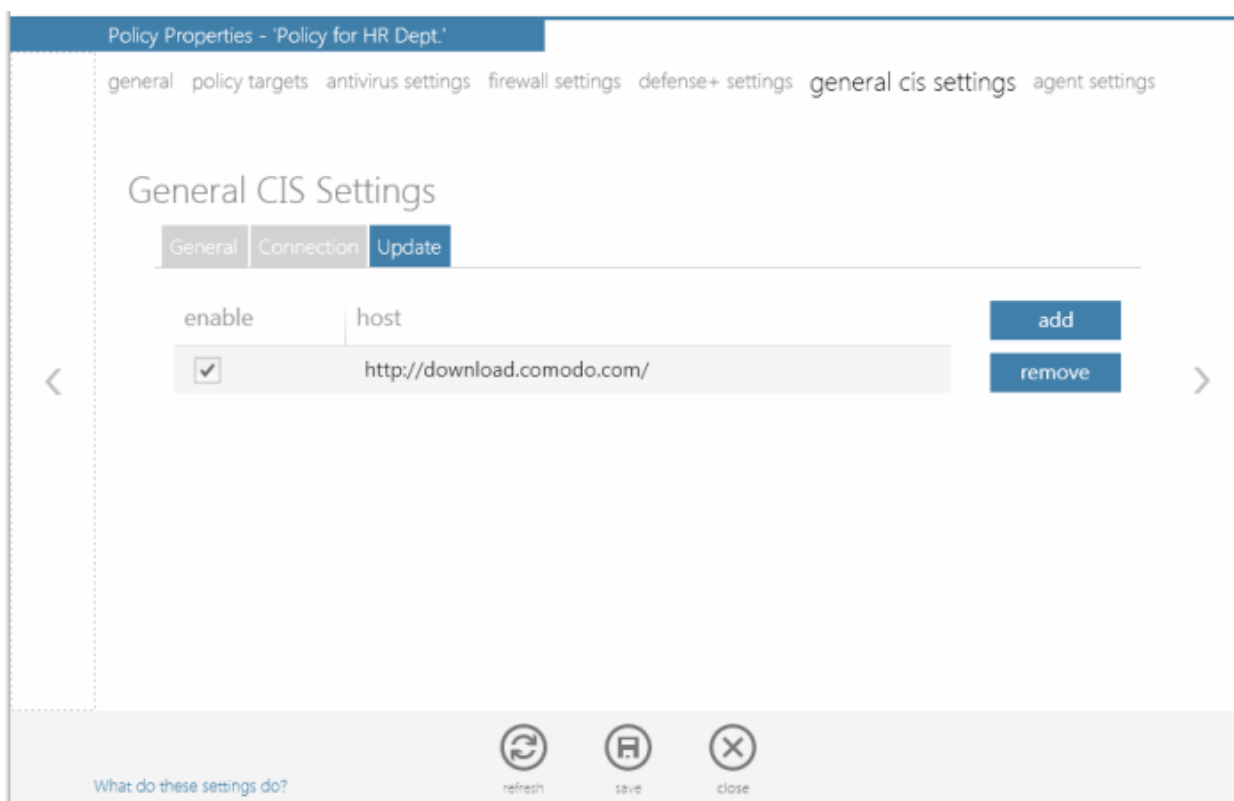 Policy Properties - 'Policy for HR Dept.'
general policy targets antivirus settings firewall settings defense+ settings general cis settings agent settings
General CIS Settings
General Connection Update
enable host add
http://download.comodo.com/ remove
refresh save close
What do these settings do?